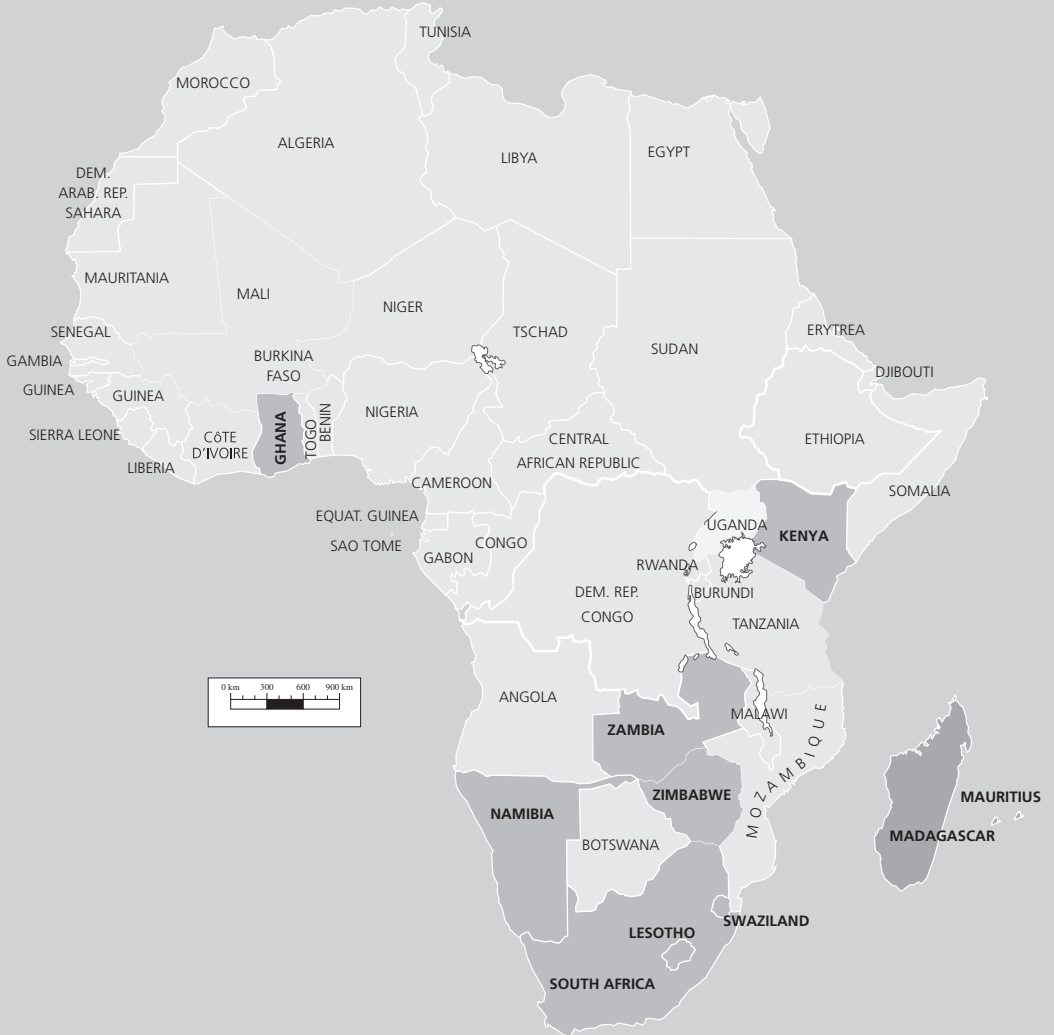 TUNISIA
MOROCCO
ALGERIA
LIBYA
EGYPT
DEM.
ARAB. REP.
SAHARA
MAURITANIA
MALI
NIGER
TSCHAD
SUDAN
ERYTREA
SENEGAL
GAMBIA
BURKINA
FASO
DJIBOUTI
GUINEA
GUINEA
NIGERIA
GHANA
TOGO
BENIN
SIERRA LEONE
CôTE
D'IVOIRE
LIBERIA
CENTRAL
AFRICAN REPUBLIC
ETHIOPIA
SOMALIA
CAMEROON
EQUAT. GUINEA
SAO TOME
GABON
CONGO
UGANDA
KENYA
RWANDA
BURUNDI
DEM. REP.
CONGO
TANZANIA
0 km 300 600 900 km
ANGOLA
ZAMBIA
MALAWI
MOZAMBIQUE
NAMIBIA
ZIMBABWE
BOTSWANA
MAURITIUS
MADAGASCAR
SWAZILAND
LESOTHO
SOUTH AFRICA